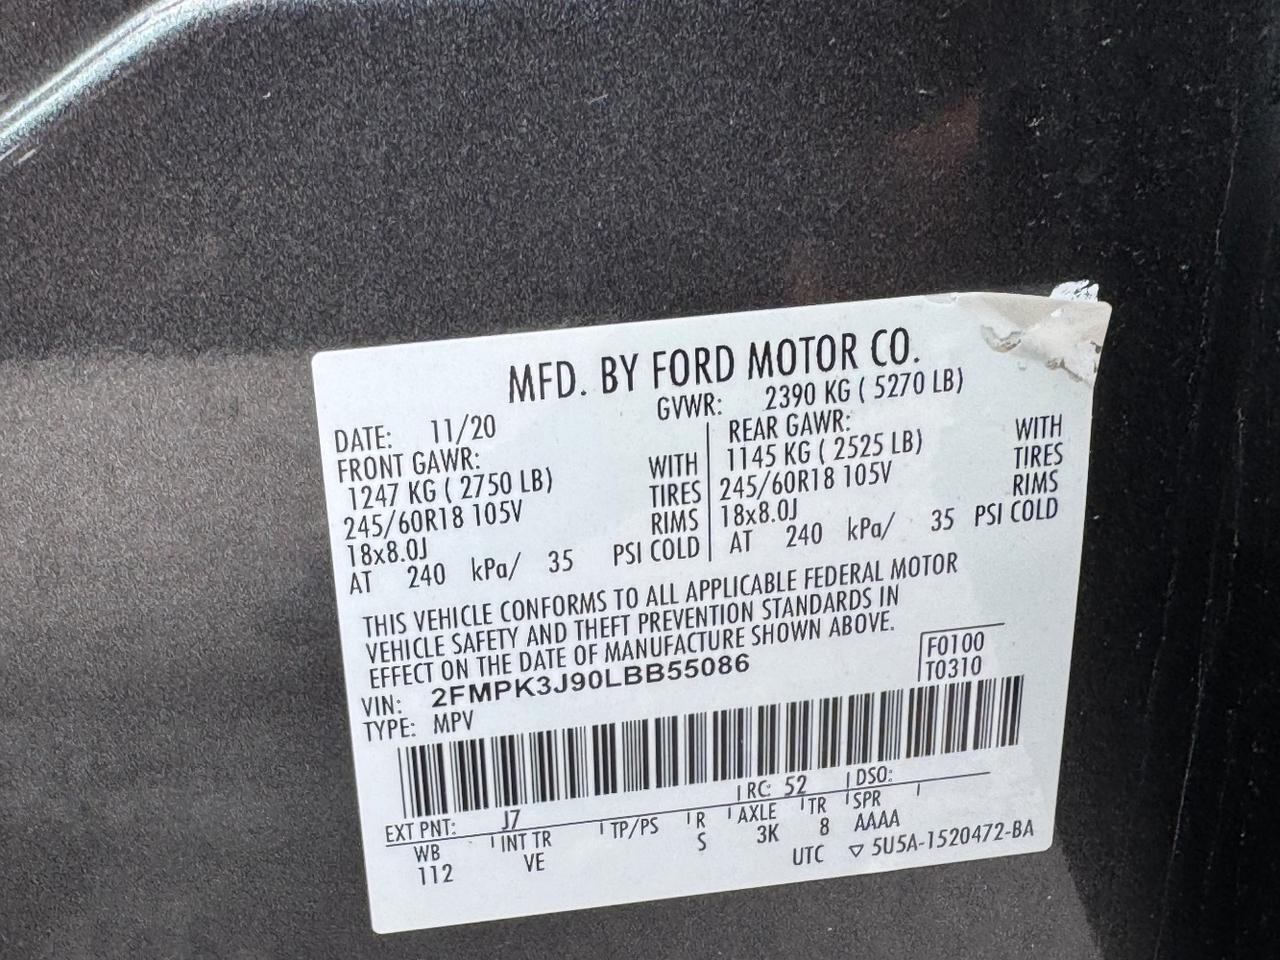 MFD. BY FORD MOTOR CO.
DATE: 11/20 GVWR: 2390 KG ( 5270 LB)
FRONT GAWR: REAR GAWR:
1247 KG ( 2750 LB) WITH 1145 KG ( 2525 LB) WITH
245/60R18 105V TIRES 245/60R18 105V TIRES
18x8.0J RIMS 18x8.0J RIMS
AT 240 kPa/ 35 PSI COLD AT 240 kPa/ 35 PSI COLD
THIS VEHICLE CONFORMS TO ALL APPLICABLE FEDERAL MOTOR
VEHICLE SAFETY AND THEFT PREVENTION STANDARDS IN
EFFECT ON THE DATE OF MANUFACTURE SHOWN ABOVE.
VIN: 2FMPK3J90LBB55086 F0100
TYPE: MPV T0310
EXT PNT: J7 RC: 52 DSO:
WB INT TR TP/PS R AXLE TR SPR
112 VE S 3K 8 AAAA
UTC ▽ 5U5A-1520472-BA